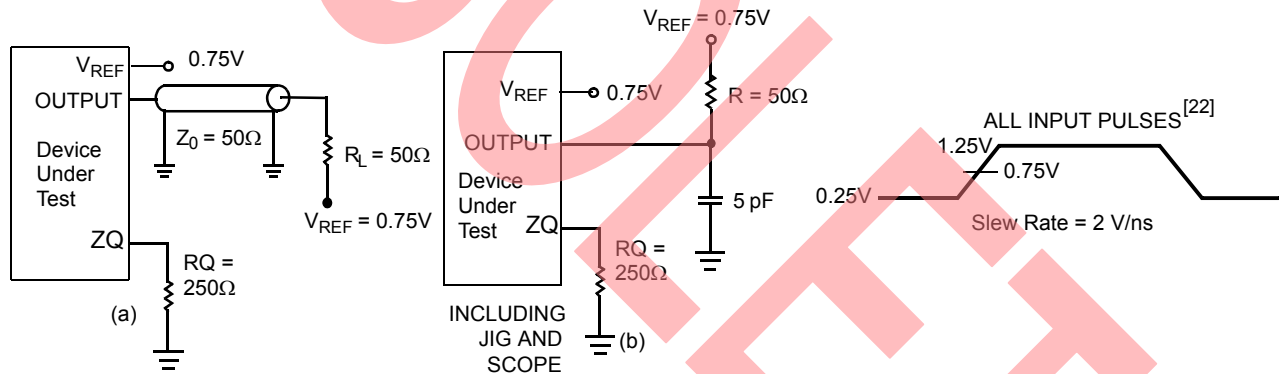 V_REF 0.75V
OUTPUT
Z_0 = 50Ω
Device
Under
Test
R_L = 50Ω
V_REF = 0.75V
ZQ
RQ =
250Ω
(a)
V_REF = 0.75V
R = 50Ω
V_REF 0.75V
OUTPUT
Device
Under
Test
5 pF
ZQ
RQ =
250Ω
INCLUDING
JIG AND
SCOPE
(b)
ALL INPUT PULSES[22]
1.25V
0.75V
0.25V
Slew Rate = 2 V/ns